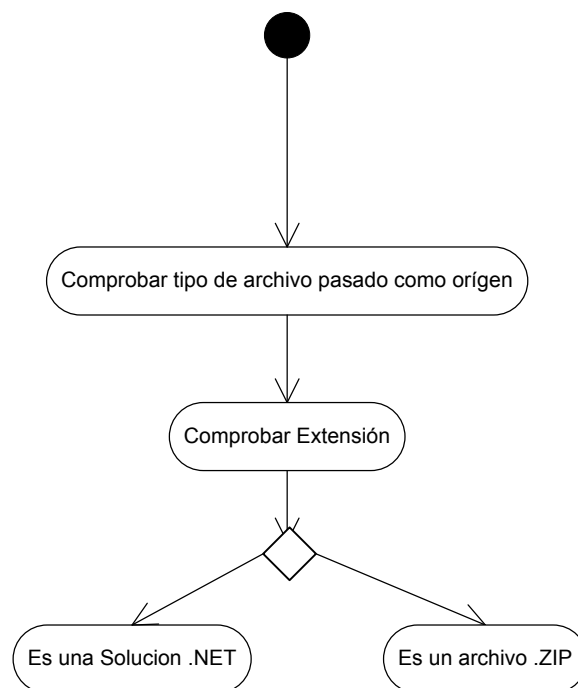 Comprobar tipo de archivo pasado como orígen
Comprobar Extensión
Es una Solucion .NET
Es un archivo .ZIP